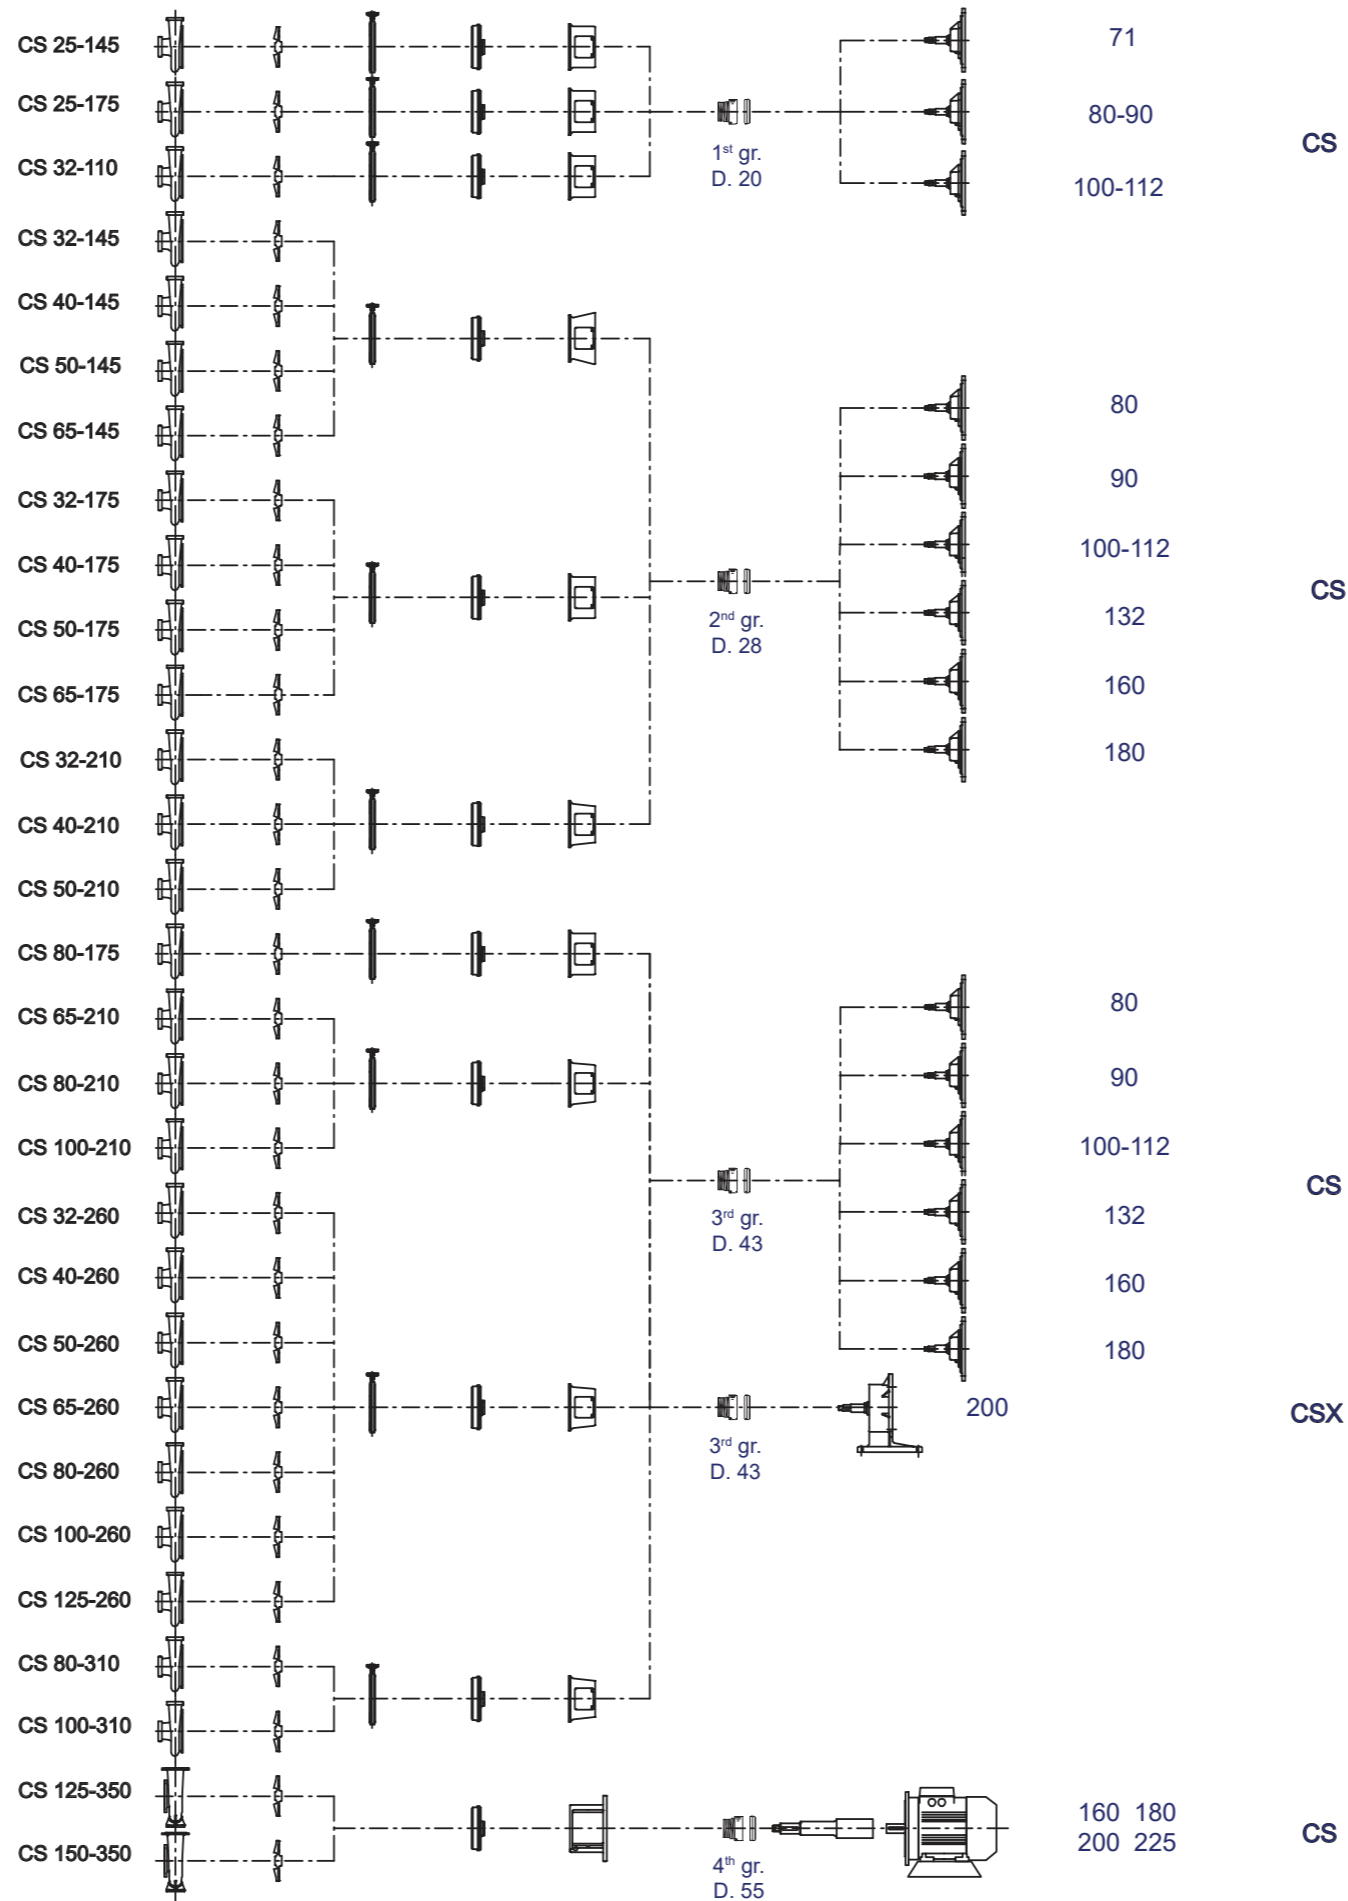 CS 25-145
71
CS 25-175
80-90
CS
CS 32-110
1st gr.
D. 20
100-112
CS 32-145
CS 40-145
CS 50-145
CS 65-145
80
CS 32-175
90
CS 40-175
100-112
CS
CS 50-175
2nd gr.
D. 28
132
CS 65-175
160
CS 32-210
180
CS 40-210
CS 50-210
CS 80-175
CS 65-210
80
CS 80-210
90
CS 100-210
100-112
CS
CS 32-260
3rd gr.
D. 43
132
CS 40-260
160
CS 50-260
180
CS 65-260
200
CSX
3rd gr.
D. 43
CS 80-260
CS 100-260
CS 125-260
CS 80-310
CS 100-310
CS 125-350
160 180
200 225
CS
CS 150-350
4th gr.
D. 55